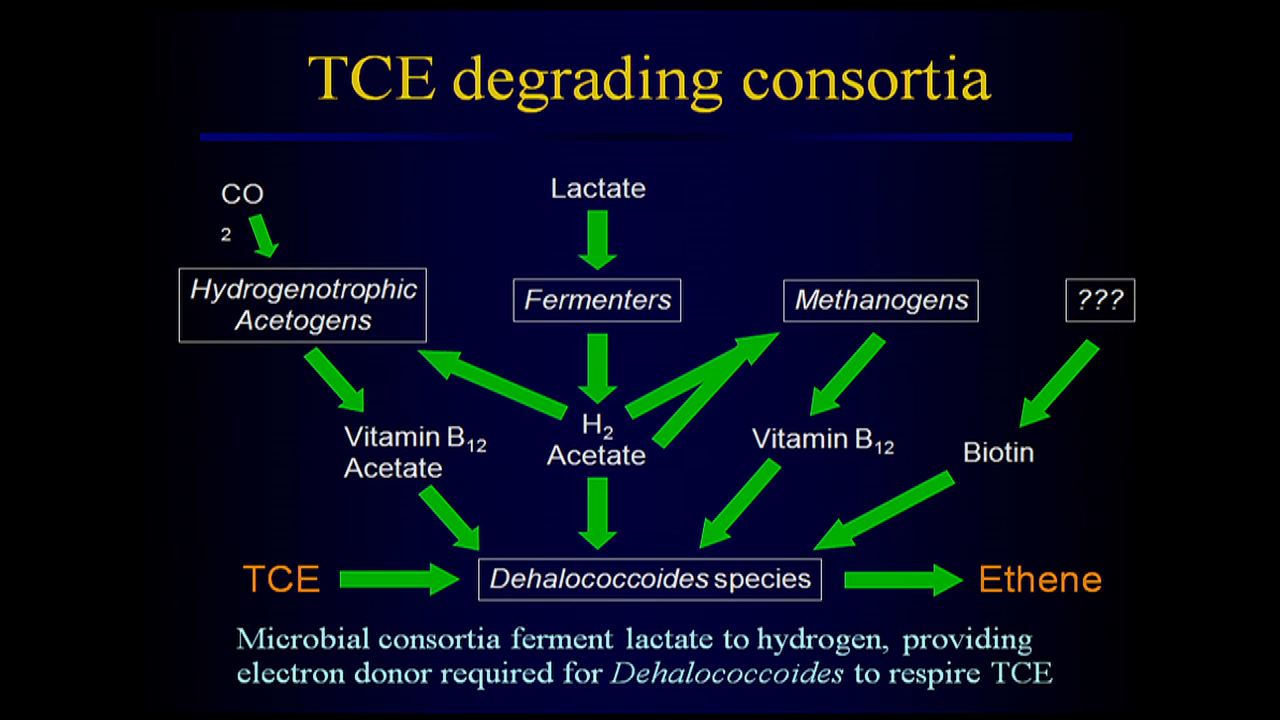 TCE degrading consortia
CO
2
Lactate
Hydrogenotrophic
Acetogens
Fermenters
Methanogens
???
Vitamin B12
Acetate
H2
Acetate
Vitamin B12
Biotin
TCE
Dehalococcoides species
Ethene
Microbial consortia ferment lactate to hydrogen, providing
electron donor required for Dehalococcoides to respire TCE